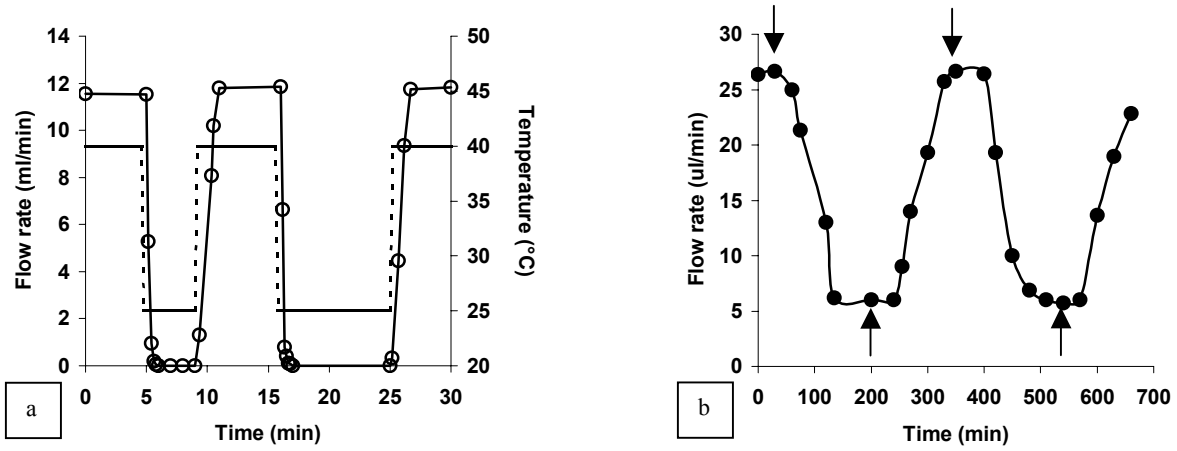 14
12
10
8
6
4
2
0
Flow rate (ml/min)
50
45
40
35
30
25
20
Temperature (°C)
0 5 10 15 20 25 30
Time (min)
a
30
25
20
15
10
5
0
Flow rate (ul/min)
0 100 200 300 400 500 600 700
Time (min)
b